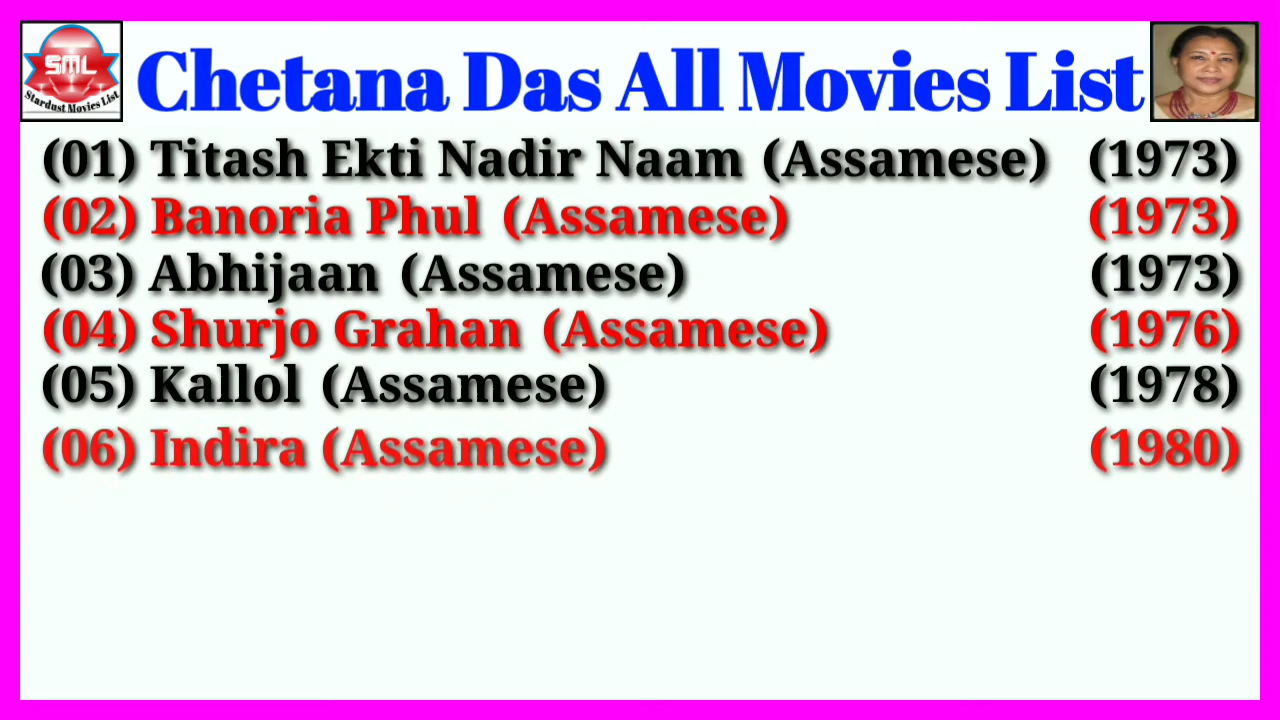 SML
Stardust Movies List
Chetana Das All Movies List
(01) Titash Ekti Nadir Naam (Assamese) (1973)
(02) Banoria Phul (Assamese) (1973)
(03) Abhijaan (Assamese) (1973)
(04) Shurjo Grahan (Assamese) (1976)
(05) Kallol (Assamese) (1978)
(06) Indira (Assamese) (1980)